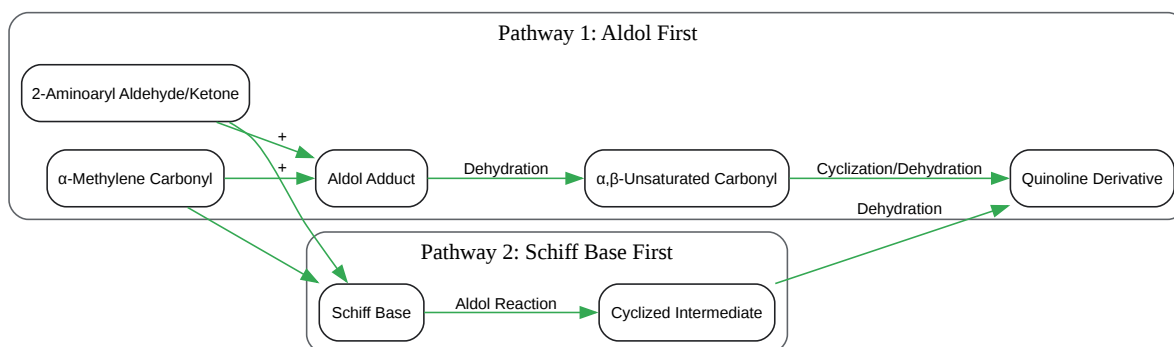 Pathway 1: Aldol First
2-Aminoaryl Aldehyde/Ketone
+
α-Methylene Carbonyl
+
Aldol Adduct
Dehydration
α,β-Unsaturated Carbonyl
Cyclization/Dehydration
Quinoline Derivative
Dehydration
Pathway 2: Schiff Base First
Schiff Base
Aldol Reaction
Cyclized Intermediate